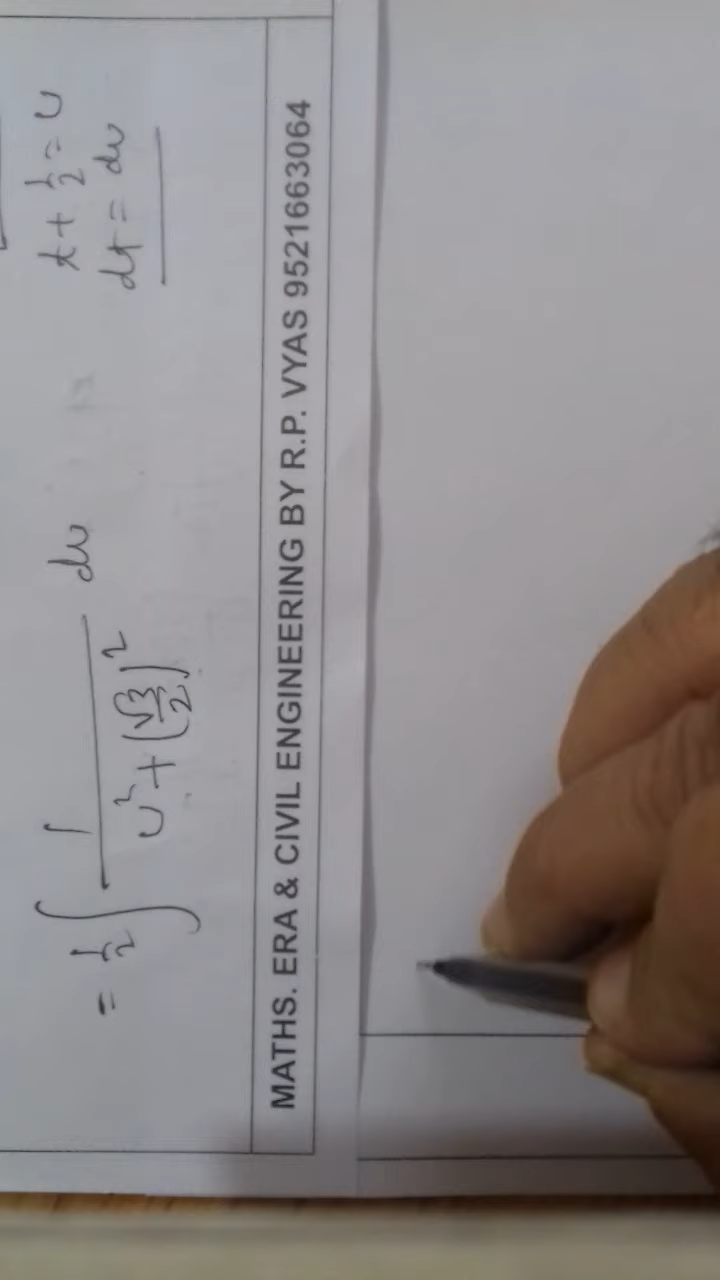 t + 1/2 = u
dt = du
= 1/2 ∫ 1/(u² + (√3/2)²) du
MATHS. ERA & CIVIL ENGINEERING BY R.P. VYAS 9521663064